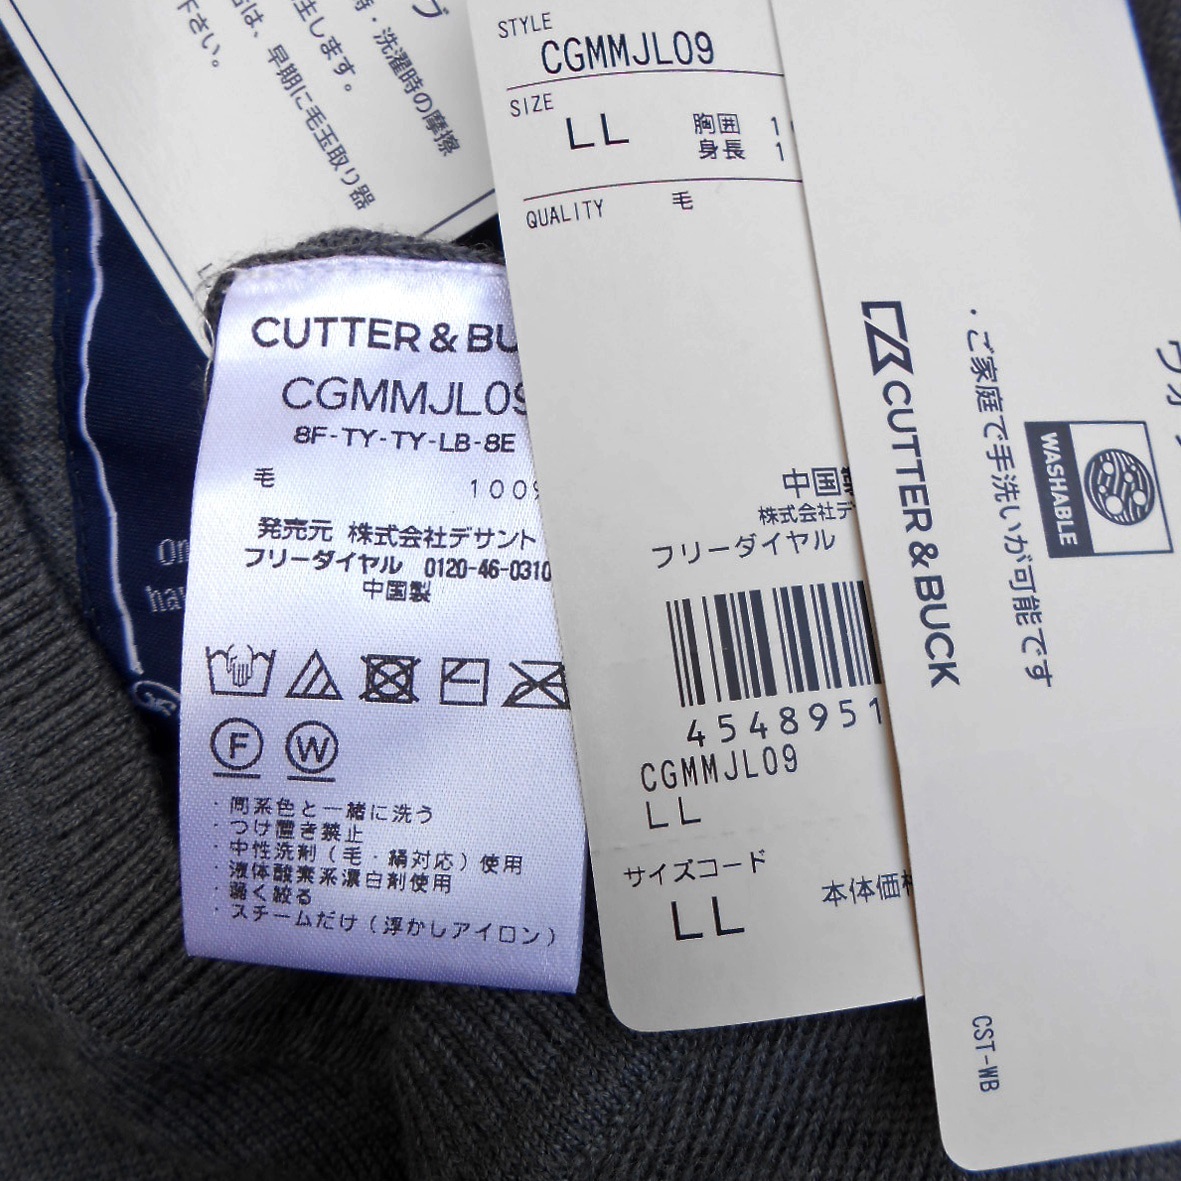 時・洗濯時の摩擦
生します。
は、早期に毛玉取り器
下さい。
CUTTER & BU
CGMMJL09
8F-TY-TY-LB-8E
毛 100%
発売元 株式会社デサント
フリーダイヤル 0120-46-0310
中国製
F W
・同系色と一緒に洗う
・つけ置き禁止
・中性洗剤(毛・絹対応)使用
・液体酸素系漂白剤使用
・弱く絞る
・スチームだけ(浮かしアイロン)
STYLE
CGMMJL09
SIZE
LL 胸囲 1
身長 1
QUALITY 毛
中国製
株式会社デ
フリーダイヤル
4548951
CGMMJL09
LL
サイズコード
LL 本体価格
CUTTER & BUCK
・ご家庭で手洗いが可能です
WASHABLE
ウォ
CST-WB